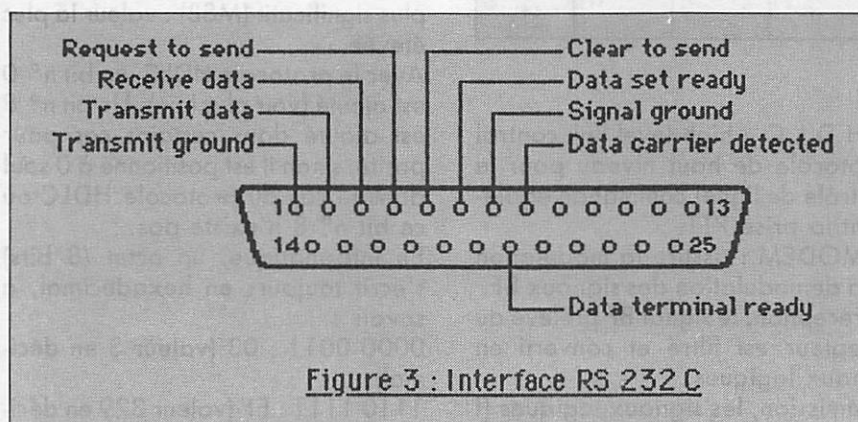 Request to send
Receive data
Transmit data
Transmit ground
Clear to send
Data set ready
Signal ground
Data carrier detected
1 13
14 25
Data terminal ready
Figure 3 : Interface RS 232 C